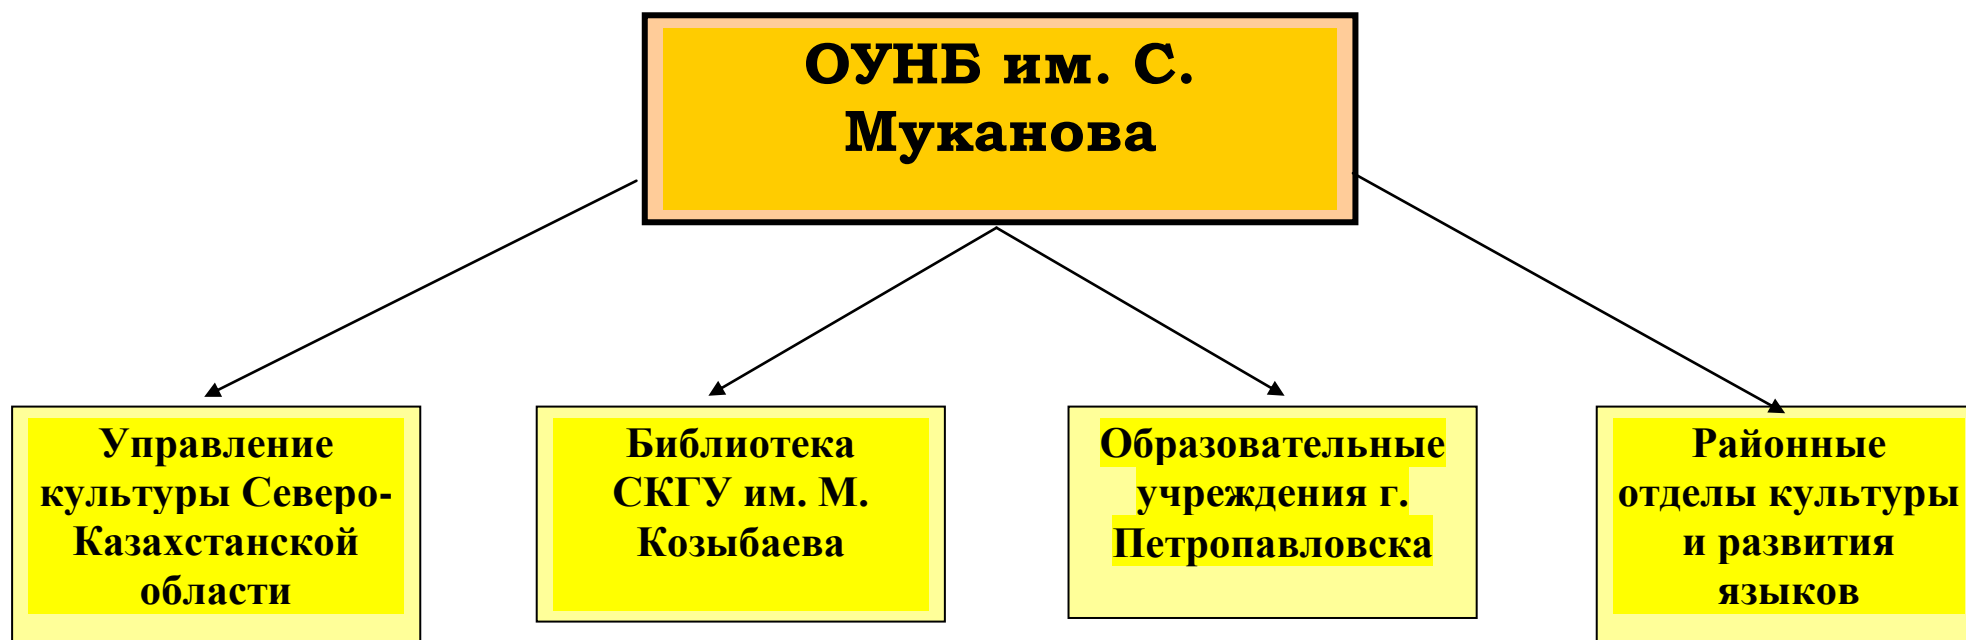 ОУНБ им. С.
Муканова
Управление
культуры Северо-
Казахстанской
области
Библиотека
СКГУ им. М.
Козыбаева
Образовательные
учреждения г.
Петропавловска
Районные
отделы культуры
и развития
языков